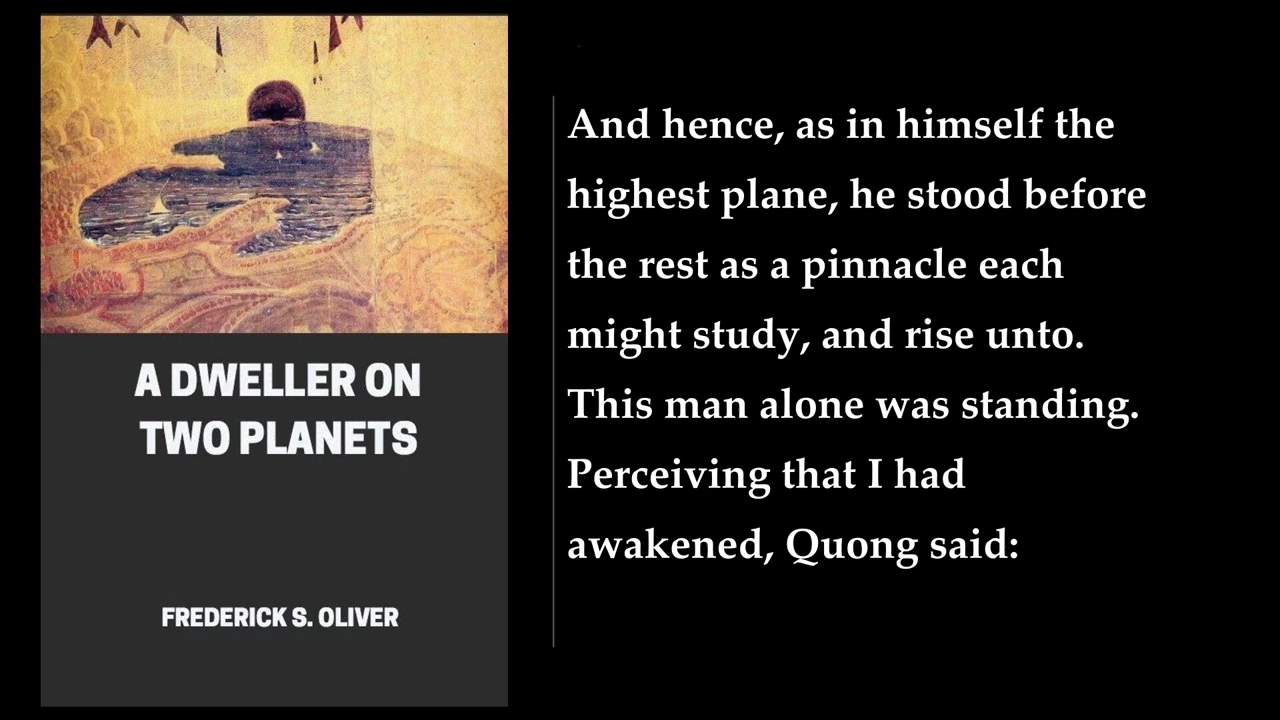 A DWELLER ON
TWO PLANETS
FREDERICK S. OLIVER
And hence, as in himself the
highest plane, he stood before
the rest as a pinnacle each
might study, and rise unto.
This man alone was standing.
Perceiving that I had
awakened, Quong said: